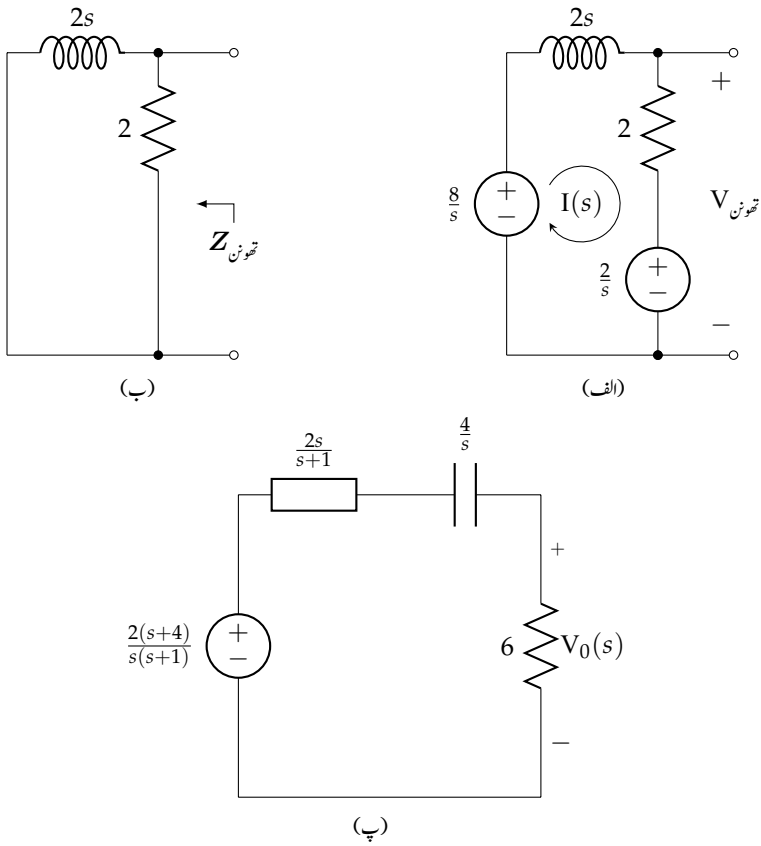 2s
2
Z تھونن
(ب)
2s
+
2
8/s
+
−
I(s)
V تھونن
2/s
+
−
−
(الف)
2s/(s+1)
4/s
+
2(s+4)/(s(s+1))
+
−
6
V₀(s)
−
(پ)